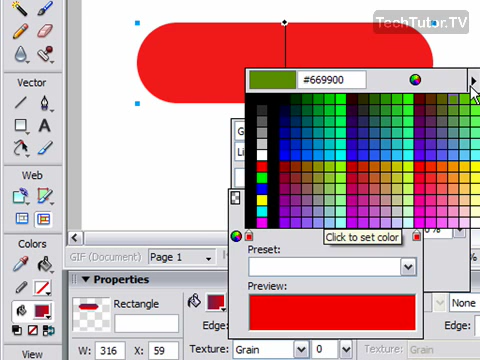 TechTutor.TV
#669900
Vector
A
Web
Click to set color
Colors
GIF (Document)
Page 1
Preset:
Preview:
View
Properties
Rectangle
Edge:
None
Edge:
W: 316
X: 59
Texture:
Grain
0
Texture:
Grain